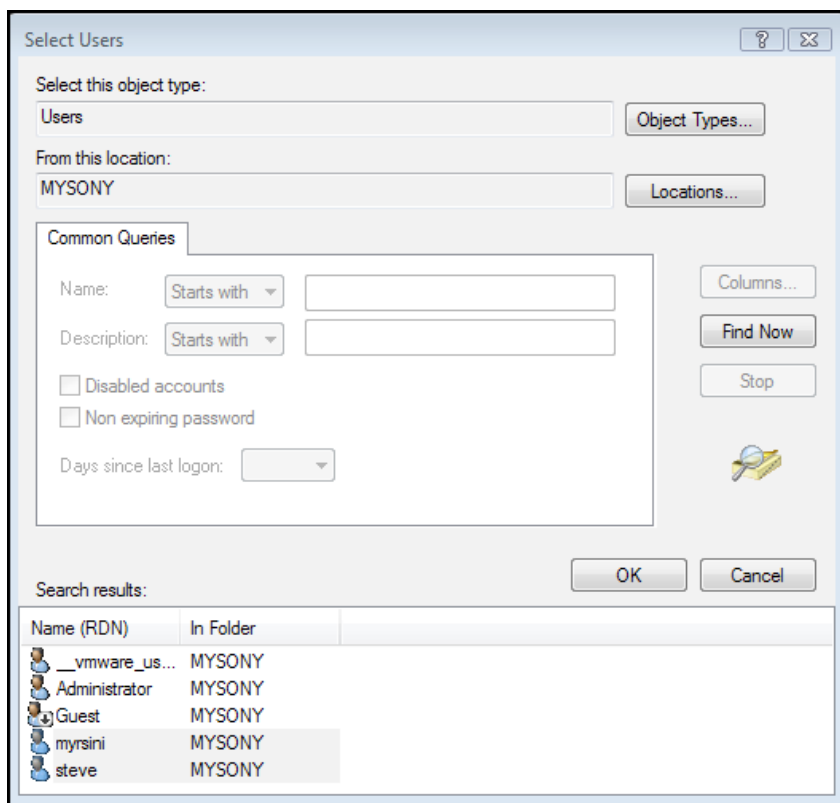 Select Users
Select this object type:
Users
Object Types...
From this location:
MYSONY
Locations...
Common Queries
Name: Starts with
Columns...
Description: Starts with
Find Now
Disabled accounts
Stop
Non expiring password
Days since last logon:
OK Cancel
Search results:
Name (RDN) In Folder
__vmware_us... MYSONY
Administrator MYSONY
Guest MYSONY
myrsini MYSONY
steve MYSONY